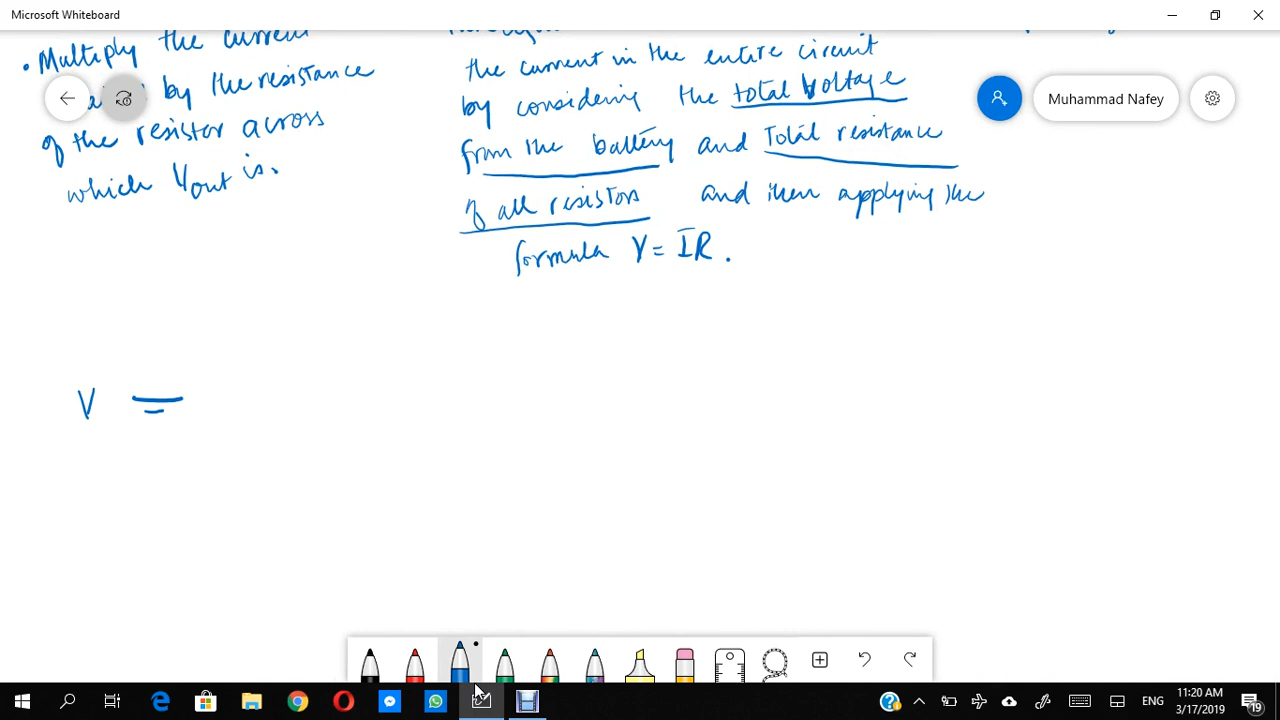 Microsoft Whiteboard
• Multiply the current
by the resistance
of the resistor across
which Vout is.
the current in the entire circuit
by considering the total voltage
from the battery and Total resistance
of all resistors and then applying the
formula V = IR .
V
Muhammad Nafey
ENG
11:20 AM
3/17/2019
19